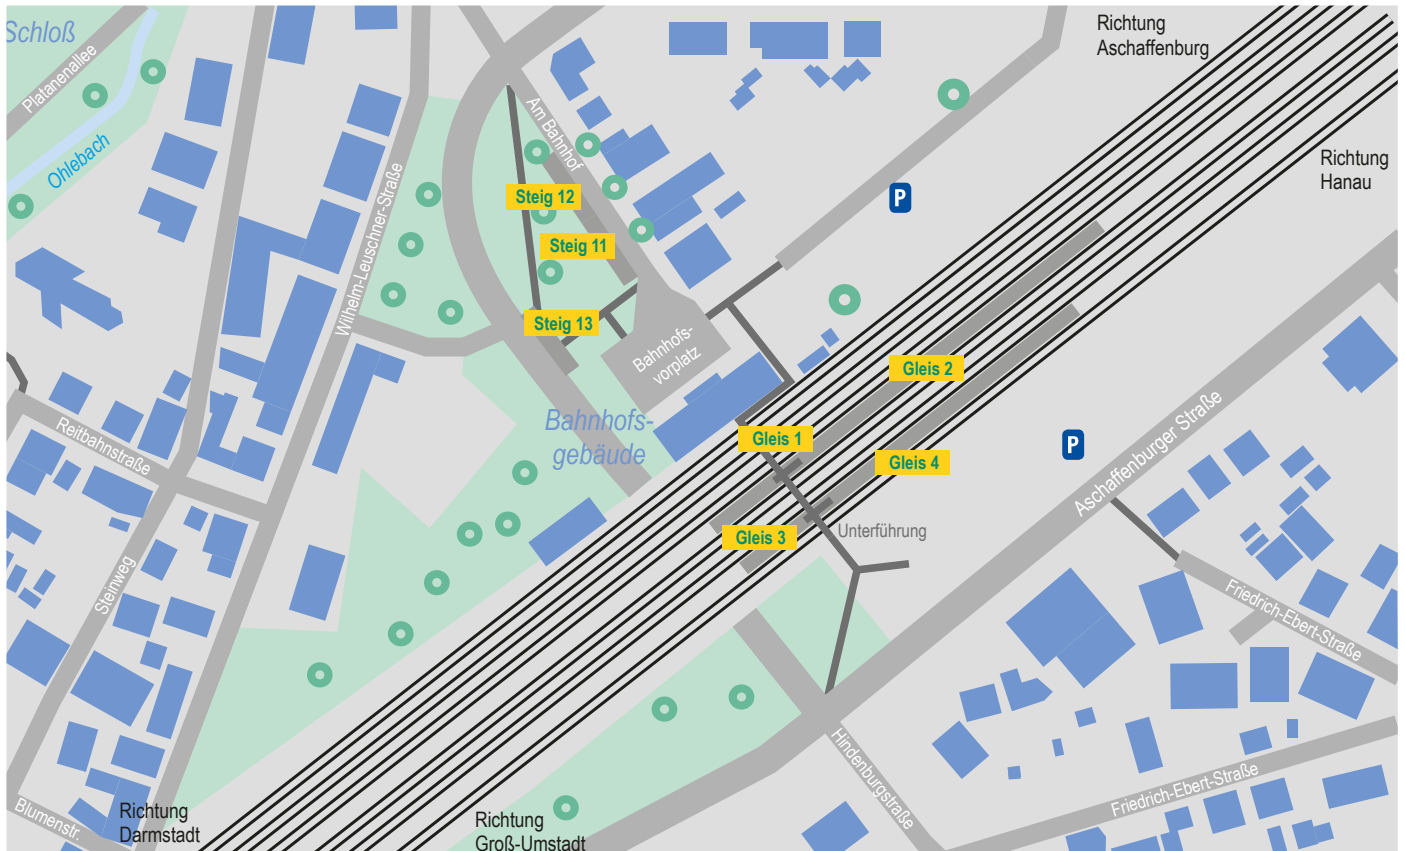 Schloß
Platanenallee
Ohlebach
Richtung
Aschaffenburg
Richtung
Hanau
Am Bahnhof
Wilhelm-Leuschner-Straße
Steig 12
Steig 11
Steig 13
P
Bahnhofs-
vorplatz
Bahnhofs-
gebäude
Gleis 2
Gleis 1
Gleis 4
Gleis 3
P
Unterführung
Aschaffenburger Straße
Reitbahnstraße
Steinweg
Friedrich-Ebert-Straße
Friedrich-Ebert-Straße
Hindenburgstraße
Blumenstr.
Richtung
Darmstadt
Richtung
Groß-Umstadt